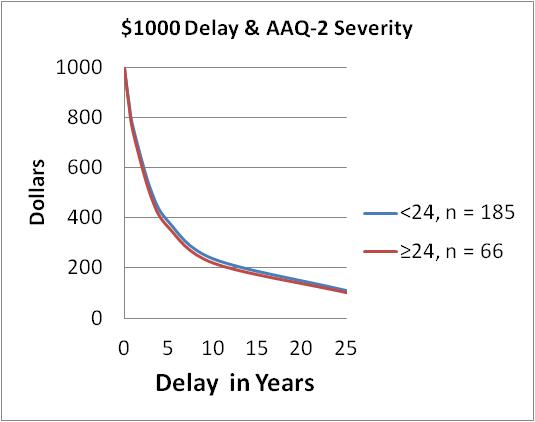 $1000 Delay & AAQ-2 Severity
1000
800
600
400
200
0
Dollars
0 5 10 15 20 25
Delay in Years
<24, n = 185
≥24, n = 66